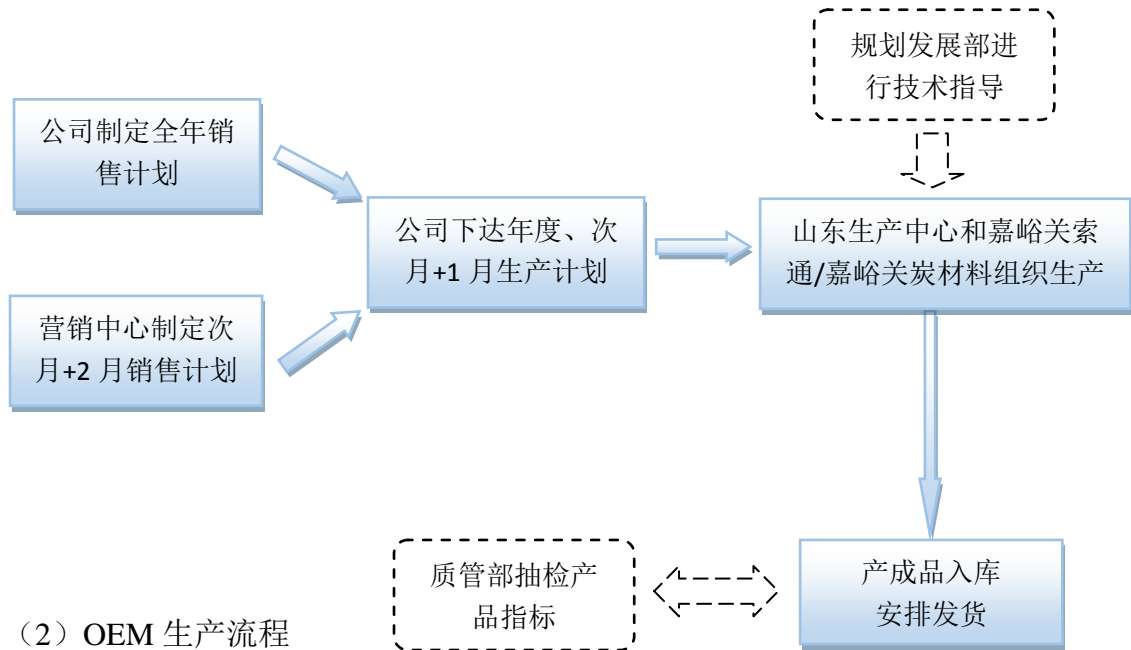 规划发展部进
行技术指导
公司制定全年销
售计划
公司下达年度、次
月+1 月生产计划
山东生产中心和嘉峪关索
通/嘉峪关炭材料组织生产
营销中心制定次
月+2 月销售计划
质管部抽检产
品指标
产成品入库
安排发货
（2）OEM 生产流程